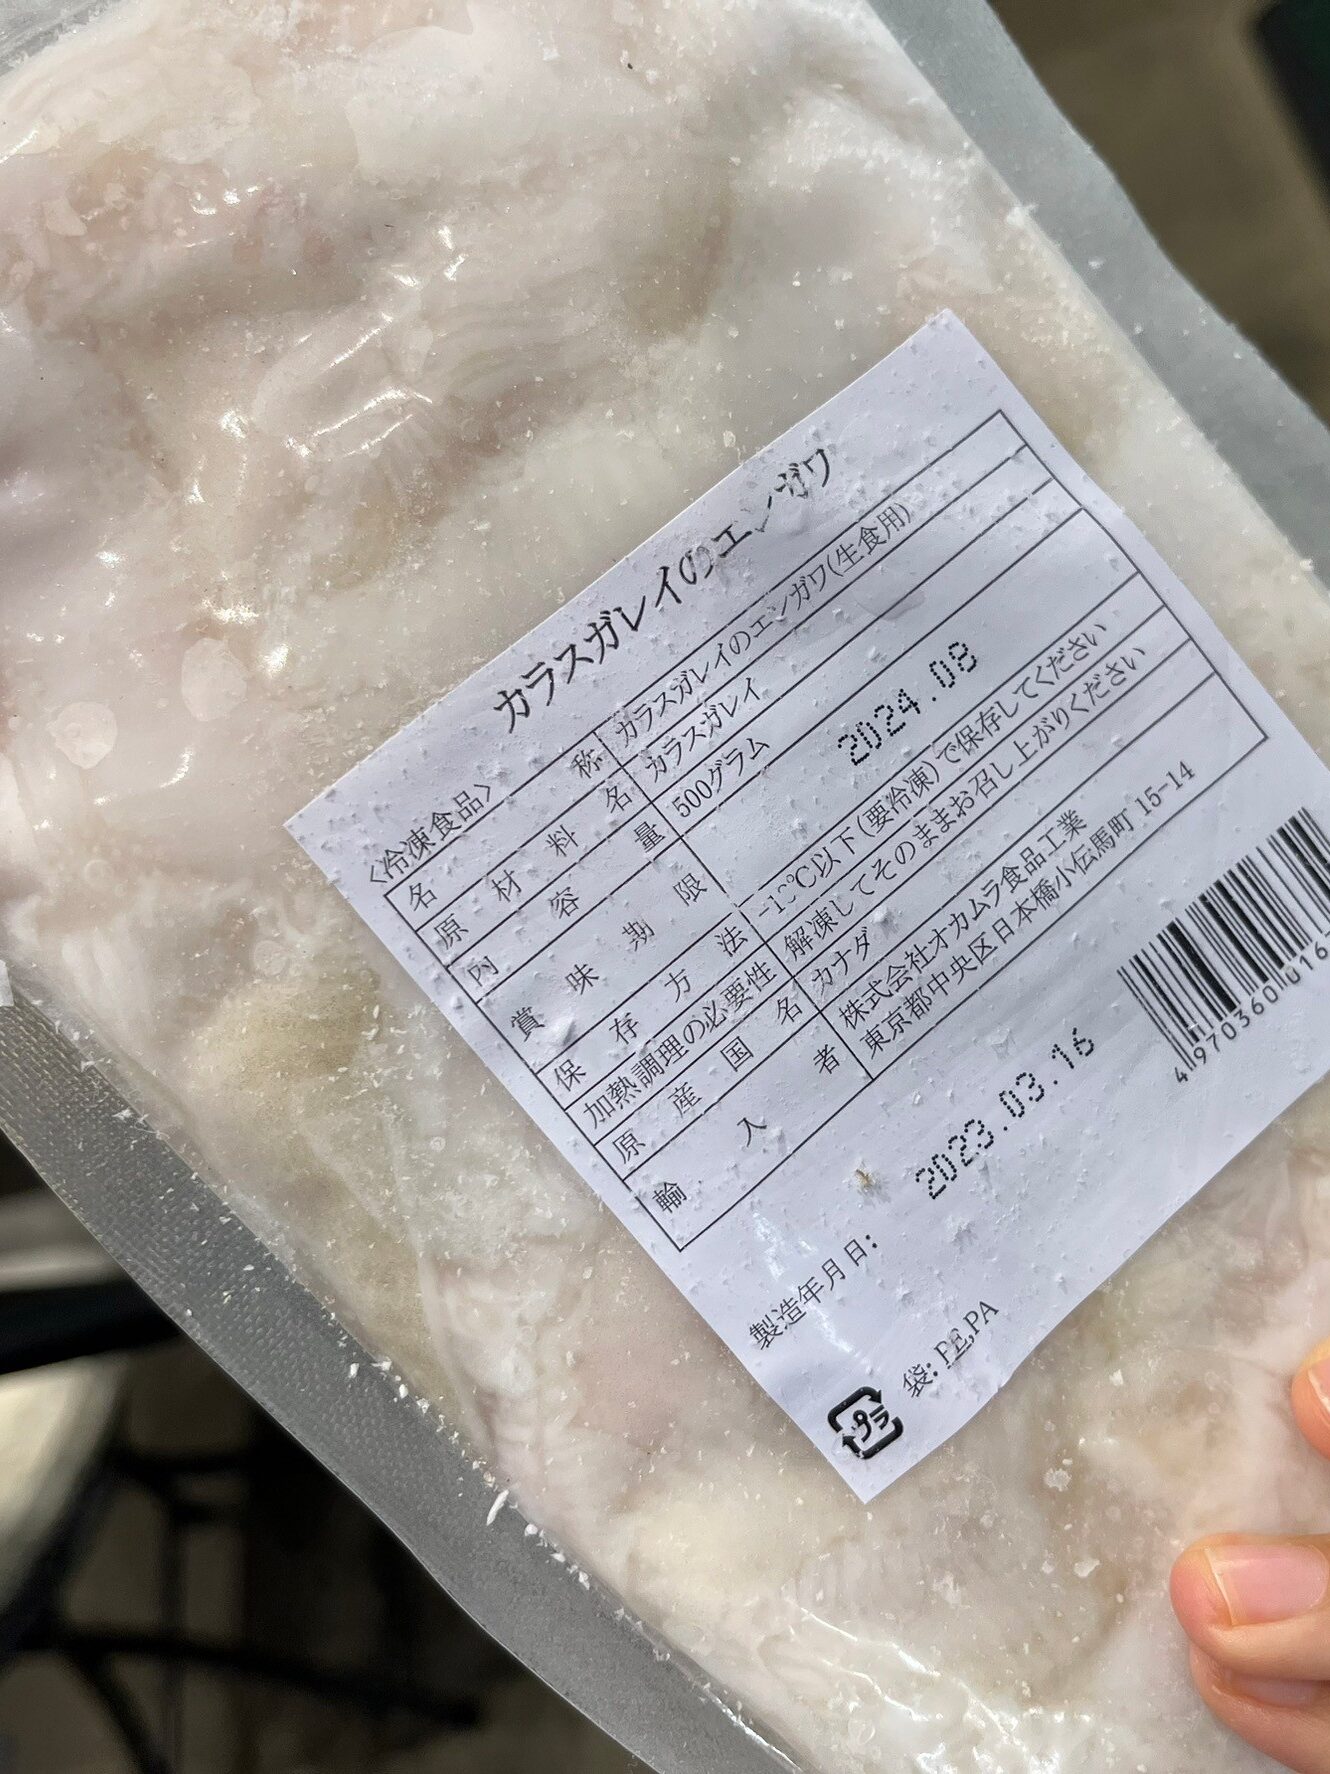 カラスガレイのエンガワ
<冷凍食品>
名称 カラスガレイのエンガワ(生食用)
原材料名 カラスガレイ
内容量 500グラム
賞味期限 2024.08
保存方法 -18℃以下(要冷凍)で保存してください
加熱調理の必要性 解凍してそのままお召し上がりください
原産国名 カナダ
輸入者 株式会社オカムラ食品工業
東京都中央区日本橋小伝馬町 15-14
製造年月日: 2023.03.16
プラ 袋: PE,PA